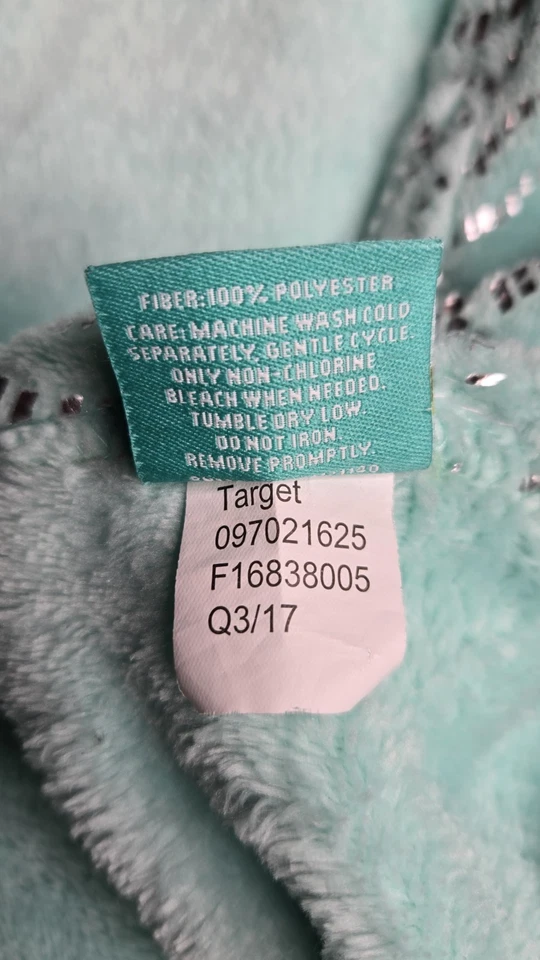 FIBER:100% POLYESTER
CARE: MACHINE WASH COLD
SEPARATELY, GENTLE CYCLE.
ONLY NON-CHLORINE
BLEACH WHEN NEEDED.
TUMBLE DRY LOW.
DO NOT IRON.
REMOVE PROMPTLY.
Target
097021625
F16838005
Q3/17